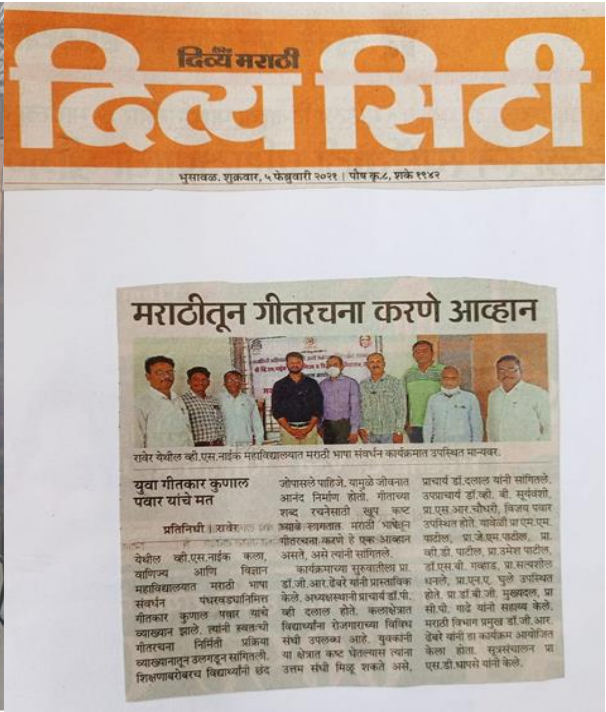 दिव्य मराठी
दिव्य सिटी
भुसावळ. शुक्रवार, ५ फेब्रुवारी २०२१ | पौष कृ.८, शके १९४२
मराठीतून गीतरचना करणे आव्हान
रावेर येथील व्ही.एस.नाईक महाविद्यालयात मराठी भाषा संवर्धन कार्यक्रमात उपस्थित मान्यवर.
युवा गीतकार कुणाल
पवार यांचे मत
प्रतिनिधी | रावेर
येथील व्ही.एस.नाईक कला,
वाणिज्य आणि विज्ञान
महाविद्यालयात मराठी भाषा
संवर्धन पंधरवड्यानिमित्त
गीतकार कुणाल पवार यांचे
व्याख्यान झाले. त्यांनी स्वतःची
गीतरचना निर्मिती प्रक्रिया
व्याख्यानातून उलगडून सांगितली.
शिक्षणाबरोबरच विद्यार्थ्यांनी छंद
जोपासले पाहिजे. यामुळे जीवनात
आनंद निर्माण होतो. गीताच्या
शब्द रचनेसाठी खूप कष्ट
घ्यावे लागतात. मराठी भाषेतून
गीतरचना करणे हे एक आव्हान
असते, असे त्यांनी सांगितले.
कार्यक्रमाच्या सुरुवातीला प्रा.
डॉ.जी.आर.ढेंबरे यांनी प्रास्ताविक
केले. अध्यक्षस्थानी प्राचार्य डॉ.पी.
व्ही दलाल होते. कलाक्षेत्रात
विद्यार्थ्यांना रोजगाराच्या विविध
संधी उपलब्ध आहे. युवकांनी
या क्षेत्रात कष्ट घेतल्यास त्यांना
उत्तम संधी मिळू शकते असे,
प्राचार्य डॉ.दलाल यांनी सांगितले.
उपप्राचार्य डॉ.व्ही. बी. सूर्यवंशी,
प्रा.एस.आर.चौधरी, विजय पवार
उपस्थित होते. यावेळी प्रा.एम.एम.
पाटील, प्रा.जे.एम.पाटील, प्रा.
व्ही.डी. पाटील, प्रा.उमेश पाटील,
डॉ.एस.बी. गव्हाड, प्रा.सत्यशील
धनले, प्रा.एन.ए. घुले उपस्थित
होते. प्रा.डॉ.बी.जी. मुख्यदल, प्रा
सी.पी. गाढे यांनी सहाय्य केले.
मराठी विभाग प्रमुख डॉ.जी.आर.
ढेंबरे यांनी हा कार्यक्रम आयोजित
केला होता. सूत्रसंचालन प्रा
एस.डी.धापसे यांनी केले.